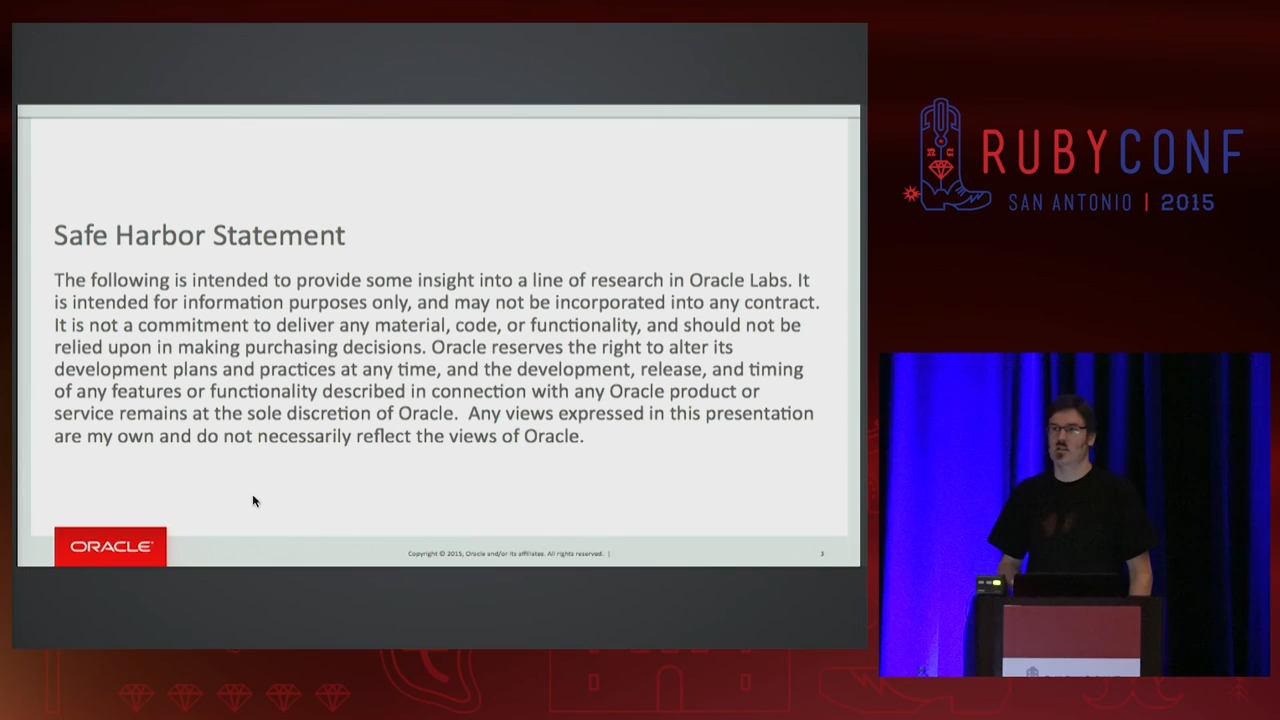 Safe Harbor Statement
The following is intended to provide some insight into a line of research in Oracle Labs. It
is intended for information purposes only, and may not be incorporated into any contract.
It is not a commitment to deliver any material, code, or functionality, and should not be
relied upon in making purchasing decisions. Oracle reserves the right to alter its
development plans and practices at any time, and the development, release, and timing
of any features or functionality described in connection with any Oracle product or
service remains at the sole discretion of Oracle.  Any views expressed in this presentation
are my own and do not necessarily reflect the views of Oracle.
ORACLE®
Copyright © 2015, Oracle and/or its affiliates. All rights reserved. |
3
RUBYCONF
SAN ANTONIO | 2015